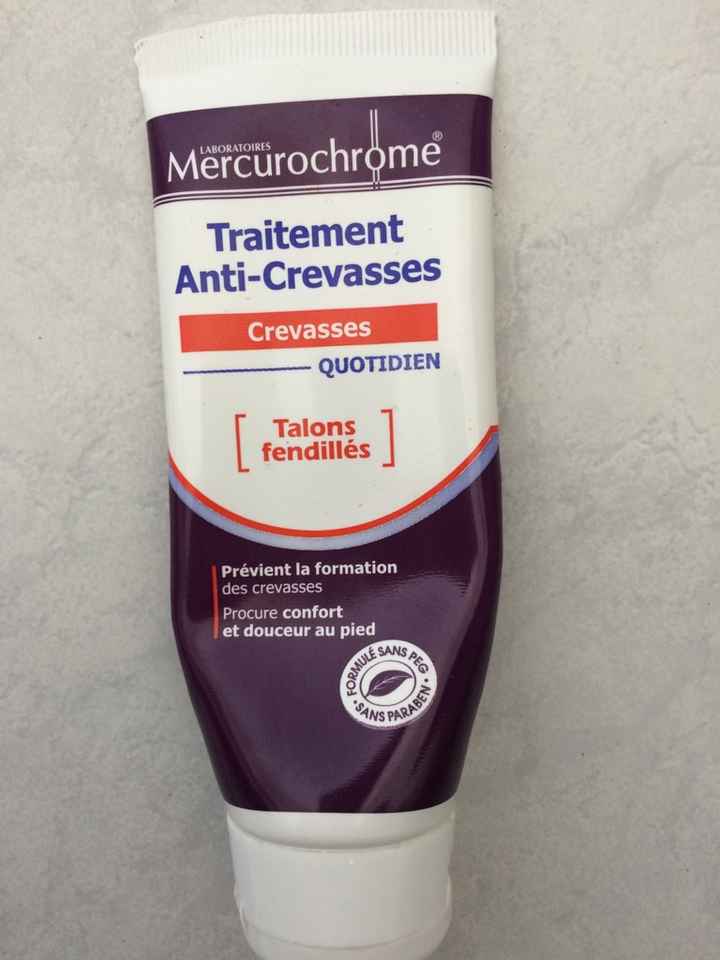 LABORATOIRES
Mercurochrome®
Traitement
Anti-Crevasses
Crevasses
QUOTIDIEN
[Talons
fendillés]
Prévient la formation
des crevasses
Procure confort
et douceur au pied
FORMULÉ SANS PEG
• SANS PARABEN •